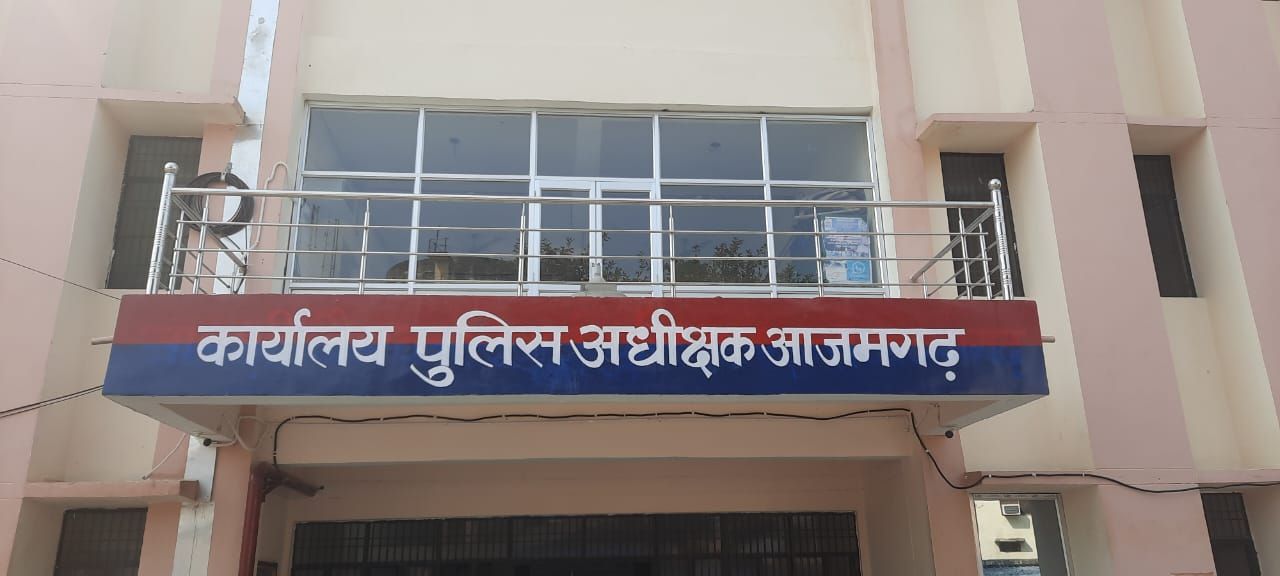 कार्यालय पुलिस अधीक्षक आजमगढ़